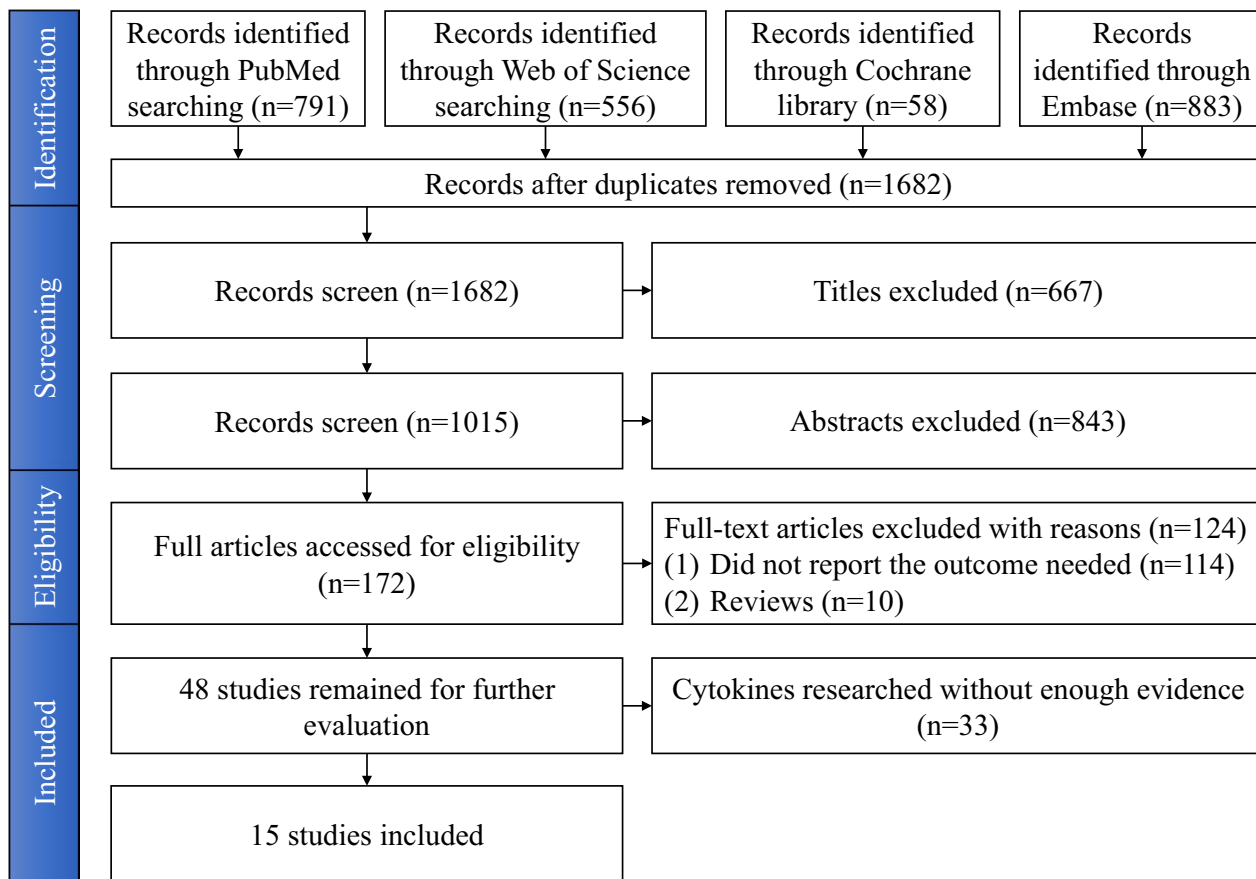 Identification
Records identified
through PubMed
searching (n=791)
Records identified
through Web of Science
searching (n=556)
Records identified
through Cochrane
library (n=58)
Records
identified through
Embase (n=883)
Records after duplicates removed (n=1682)
Screening
Records screen (n=1682)
Titles excluded (n=667)
Records screen (n=1015)
Abstracts excluded (n=843)
Eligibility
Full articles accessed for eligibility
(n=172)
Full-text articles excluded with reasons (n=124)
(1) Did not report the outcome needed (n=114)
(2) Reviews (n=10)
Included
48 studies remained for further
evaluation
Cytokines researched without enough evidence
(n=33)
15 studies included